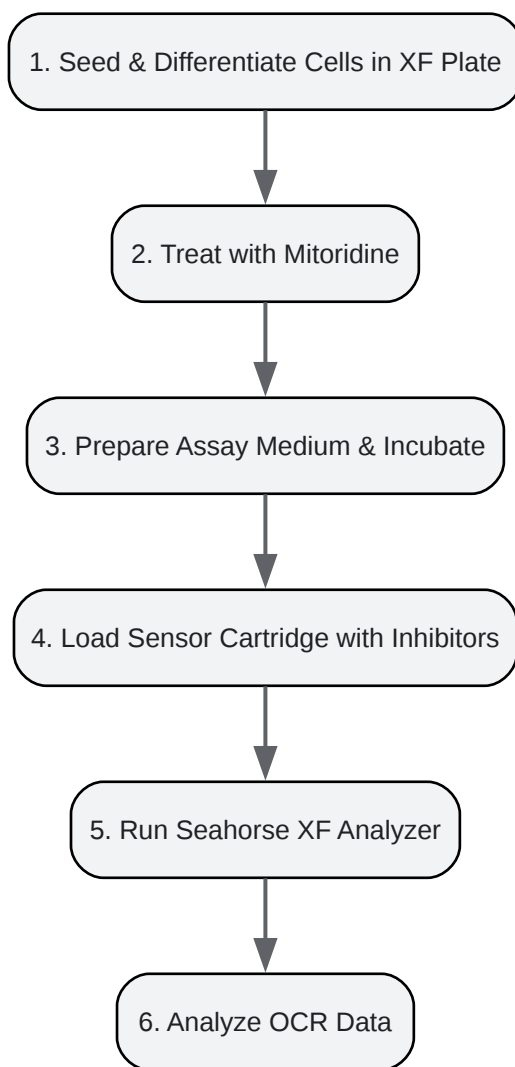 1. Seed & Differentiate Cells in XF Plate
2. Treat with Mitoridine
3. Prepare Assay Medium & Incubate
4. Load Sensor Cartridge with Inhibitors
5. Run Seahorse XF Analyzer
6. Analyze OCR Data